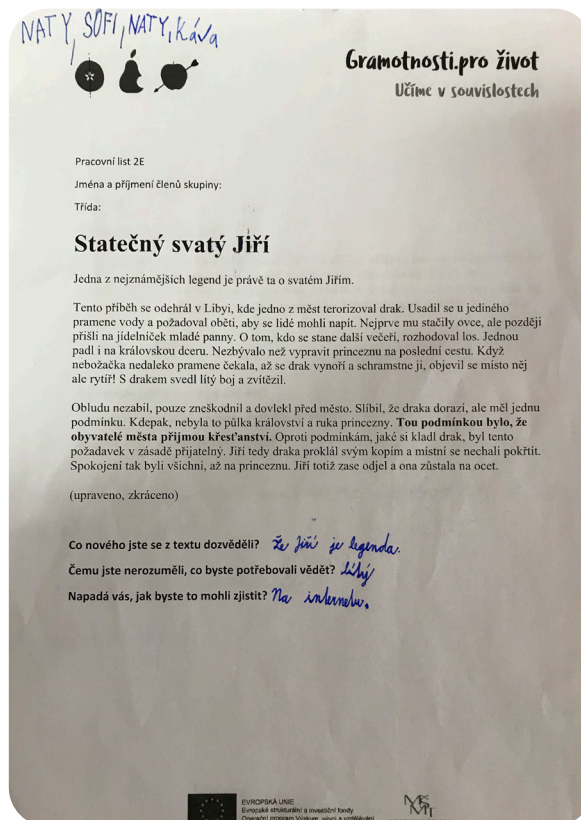 NATY, SOFI, NATY, Káva
Gramotnosti.pro život
Učíme v souvislostech
Pracovní list 2E
Jména a příjmení členů skupiny:
Třída:
Statečný svatý Jiří
Jedna z nejznámějších legend je právě ta o svatém Jiřím.
Tento příběh se odehrál v Libyi, kde jedno z měst terorizoval drak. Usadil se u jediného
pramene vody a požadoval oběti, aby se lidé mohli napít. Nejprve mu stačily ovce, ale později
přišli na jídelníček mladé panny. O tom, kdo se stane další večeří, rozhodoval los. Jednou
padl i na královskou dceru. Nezbývalo než vypravit princeznu na poslední cestu. Když
nebožačka nedaleko pramene čekala, až se drak vynoří a schramstne ji, objevil se místo něj
ale rytíř! S drakem svedl lítý boj a zvítězil.
Obludu nezabil, pouze zneškodnil a dovlekl před město. Slíbil, že draka dorazí, ale měl jednu
podmínku. Kdepak, nebyla to půlka království a ruka princezny. Tou podmínkou bylo, že
obyvatelé města přijmou křesťanství. Oproti podmínkám, jaké si kladl drak, byl tento
požadavek v zásadě přijatelný. Jiří tedy draka proklál svým kopím a místní se nechali pokřtít.
Spokojení tak byli všichni, až na princeznu. Jiří totiž zase odjel a ona zůstala na ocet.
(upraveno, zkráceno)
Co nového jste se z textu dozvěděli? Že Jiří je legenda.
Čemu jste nerozuměli, co byste potřebovali vědět? lítý
Napadá vás, jak byste to mohli zjistit? Na internetu.
EVROPSKÁ UNIE
Evropské strukturální a investiční fondy
Operační program Výzkum, vývoj a vzdělávání
MŠMT